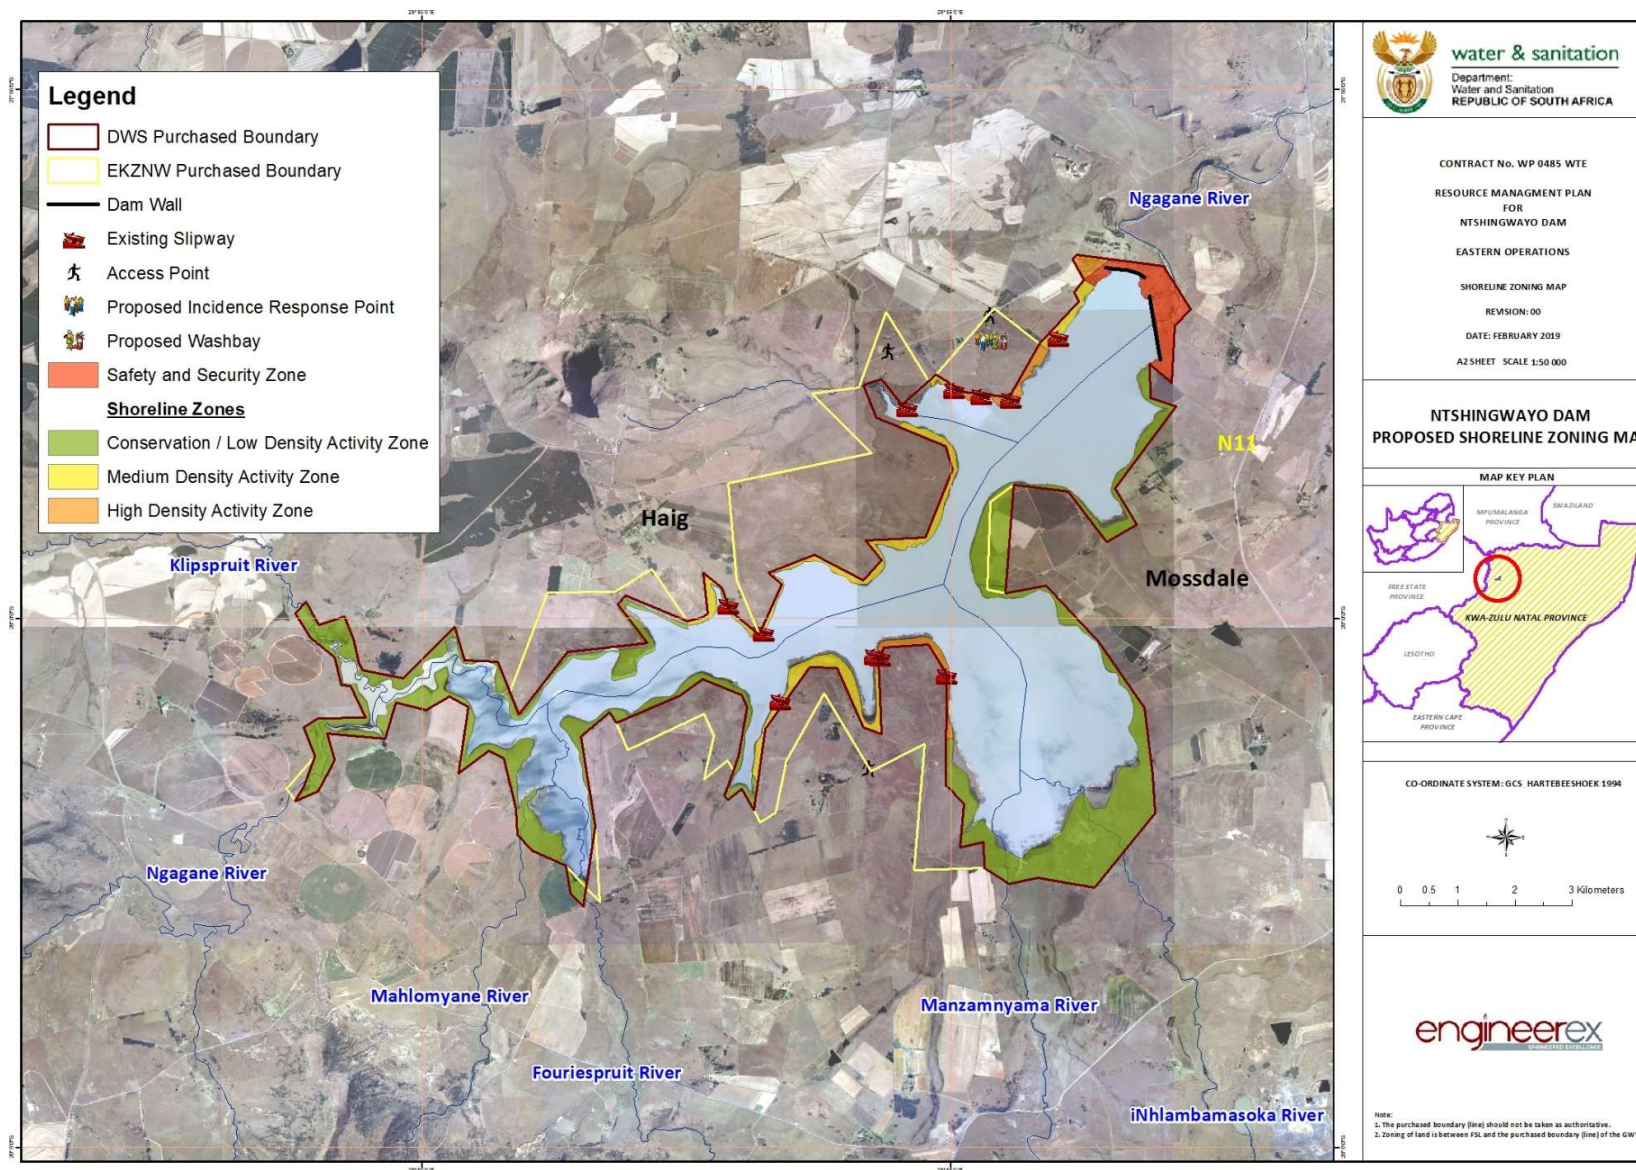 Legend
DWS Purchased Boundary
EKZNW Purchased Boundary
Dam Wall
Existing Slipway
Access Point
Proposed Incidence Response Point
Proposed Washbay
Safety and Security Zone
Shoreline Zones
Conservation / Low Density Activity Zone
Medium Density Activity Zone
High Density Activity Zone
Ngagane River
N11
Haig
Klipspruit River
Mossdale
Ngagane River
Mahlomyane River
Manzamnyama River
Fouriespruit River
iNhlambamasoka River
water & sanitation
Department:
Water and Sanitation
REPUBLIC OF SOUTH AFRICA
CONTRACT No. WP 0485 WTE
RESOURCE MANAGMENT PLAN
FOR
NTSHINGWAYO DAM
EASTERN OPERATIONS
SHORELINE ZONING MAP
REVISION: 00
DATE: FEBRUARY 2019
A2 SHEET SCALE 1:50 000
NTSHINGWAYO DAM
PROPOSED SHORELINE ZONING MA
MAP KEY PLAN
MPUMALANGA
PROVINCE
SWAZILAND
FREE STATE
PROVINCE
KWA-ZULU NATAL PROVINCE
LESOTHO
EASTERN CAPE
PROVINCE
CO-ORDINATE SYSTEM: GCS_HARTEBEESHOEK 1994
0 0.5 1 2 3 Kilometers
engineerex
ENGINEERED EXCELLENCE
Note:
1. The purchased boundary (line) should not be taken as authoritative.
2. Zoning of land is between FSL and the purchased boundary (line) of the GW